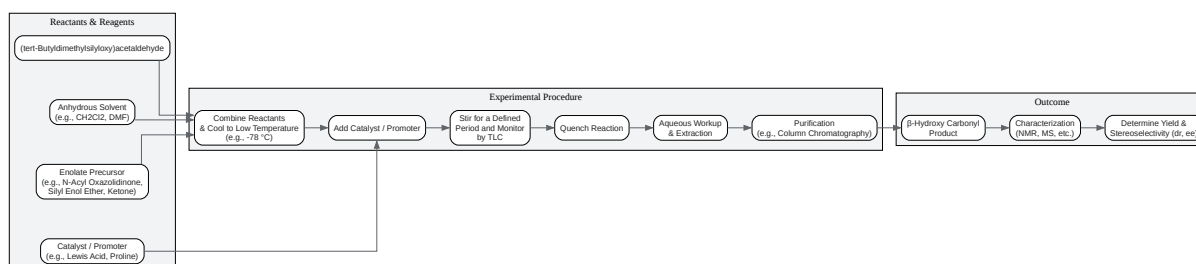 Reactants & Reagents
(tert-Butyldimethylsilyloxy)acetaldehyde
Anhydrous Solvent
(e.g., CH2Cl2, DMF)
Enolate Precursor
(e.g., N-Acyl Oxazolidinone,
Silyl Enol Ether, Ketone)
Catalyst / Promoter
(e.g., Lewis Acid, Proline)
Experimental Procedure
Combine Reactants
& Cool to Low Temperature
(e.g., -78 °C)
Add Catalyst / Promoter
Stir for a Defined
Period and Monitor
by TLC
Quench Reaction
Aqueous Workup
& Extraction
Purification
(e.g., Column Chromatography)
Outcome
β-Hydroxy Carbonyl
Product
Characterization
(NMR, MS, etc.)
Determine Yield &
Stereoselectivity (dr, ee)